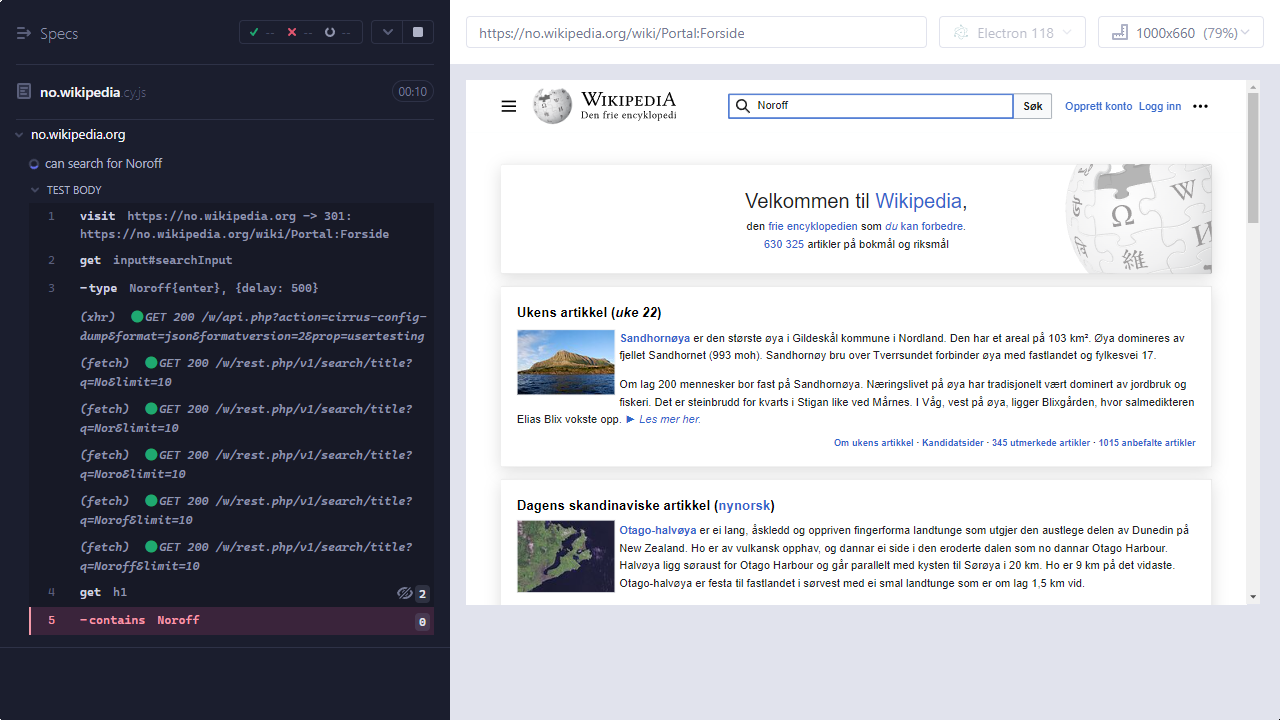 Specs
--
--
--
no.wikipedia.cy.js
00:10
no.wikipedia.org
can search for Noroff
TEST BODY
1 visit https://no.wikipedia.org -> 301:
https://no.wikipedia.org/wiki/Portal:Forside
2 get input#searchInput
3 -type Noroff{enter}, {delay: 500}
(xhr) GET 200 /w/api.php?action=cirrus-config-
dump&format=json&formatversion=2&prop=usertesting
(fetch) GET 200 /w/rest.php/v1/search/title?
q=No&limit=10
(fetch) GET 200 /w/rest.php/v1/search/title?
q=Nor&limit=10
(fetch) GET 200 /w/rest.php/v1/search/title?
q=Noro&limit=10
(fetch) GET 200 /w/rest.php/v1/search/title?
q=Norof&limit=10
(fetch) GET 200 /w/rest.php/v1/search/title?
q=Noroff&limit=10
4 get h1 2
5 -contains Noroff 0
https://no.wikipedia.org/wiki/Portal:Forside
Electron 118
1000x660 (79%)
WIKIPEDIA
Den frie encyklopedi
Noroff
Søk
Opprett konto Logg inn
Velkommen til Wikipedia,
den frie encyklopedien som du kan forbedre.
630 325 artikler på bokmål og riksmål
Ω
W
維
Ukens artikkel (uke 22)
Sandhornøya er den største øya i Gildeskål kommune i Nordland. Den har et areal på 103 km². Øya domineres av
fjellet Sandhornet (993 moh). Sandhornøy bru over Tverrsundet forbinder øya med fastlandet og fylkesvei 17.
Om lag 200 mennesker bor fast på Sandhornøya. Næringslivet på øya har tradisjonelt vært dominert av jordbruk og
fiskeri. Det er steinbrudd for kvarts i Stigan like ved Mårnes. I Våg, vest på øya, ligger Blixgården, hvor salmedikteren
Elias Blix vokste opp. ► Les mer her.
Om ukens artikkel · Kandidatsider · 345 utmerkede artikler · 1015 anbefalte artikler
Dagens skandinaviske artikkel (nynorsk)
Otago-halvøya er ei lang, åskledd og oppriven fingerforma landtunge som utgjer den austlege delen av Dunedin på
New Zealand. Ho er av vulkansk opphav, og dannar ei side i den eroderte dalen som no dannar Otago Harbour.
Halvøya ligg søraust for Otago Harbour og går parallelt med kysten til Sørøya i 20 km. Ho er 9 km på det vidaste.
Otago-halvøya er festa til fastlandet i sørvest med ei smal landtunge som er om lag 1,5 km vid.